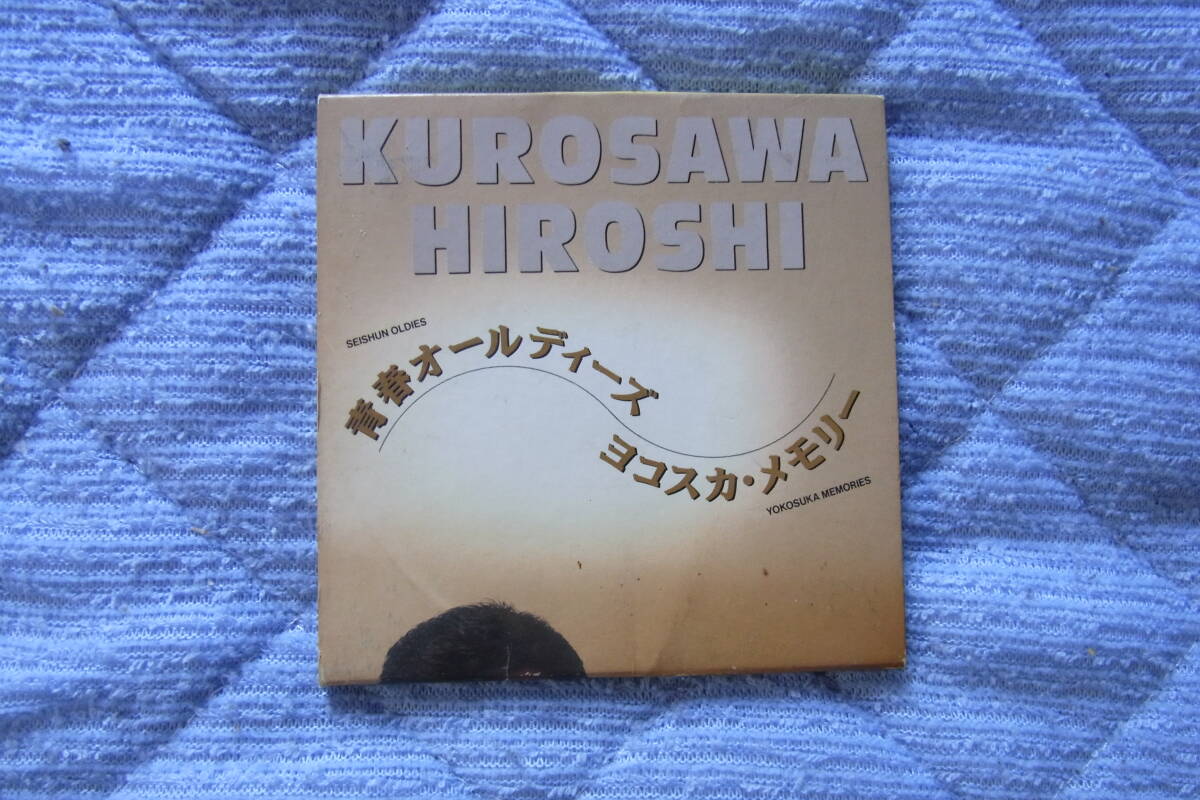 KUROSAWA
HIROSHI
SEISHUN OLDIES
青春オールディーズ
ヨコスカ・メモリー
YOKOSUKA MEMORIES